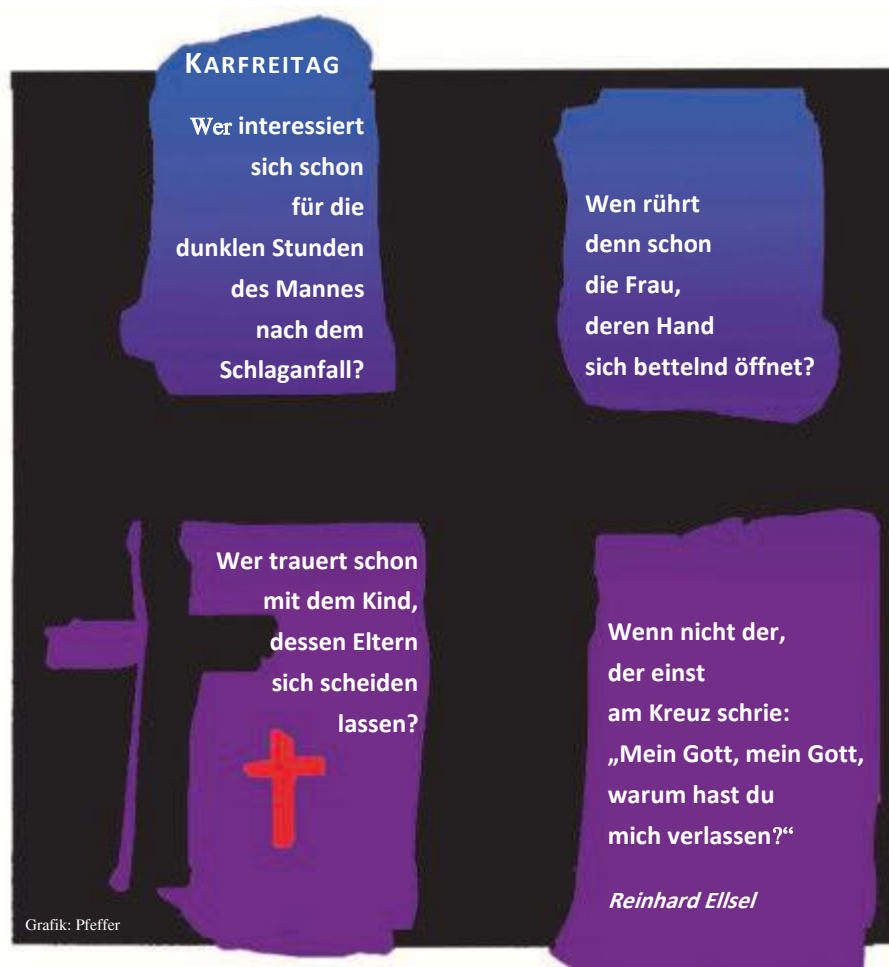 KARFREITAG
Wer interessiert
sich schon
für die
dunklen Stunden
des Mannes
nach dem
Schlaganfall?
Wen rührt
denn schon
die Frau,
deren Hand
sich bettelnd öffnet?
Wer trauert schon
mit dem Kind,
dessen Eltern
sich scheiden
lassen?
Wenn nicht der,
der einst
am Kreuz schrie:
„Mein Gott, mein Gott,
warum hast du
mich verlassen?“
Reinhard Ellsel
Grafik: Pfeffer